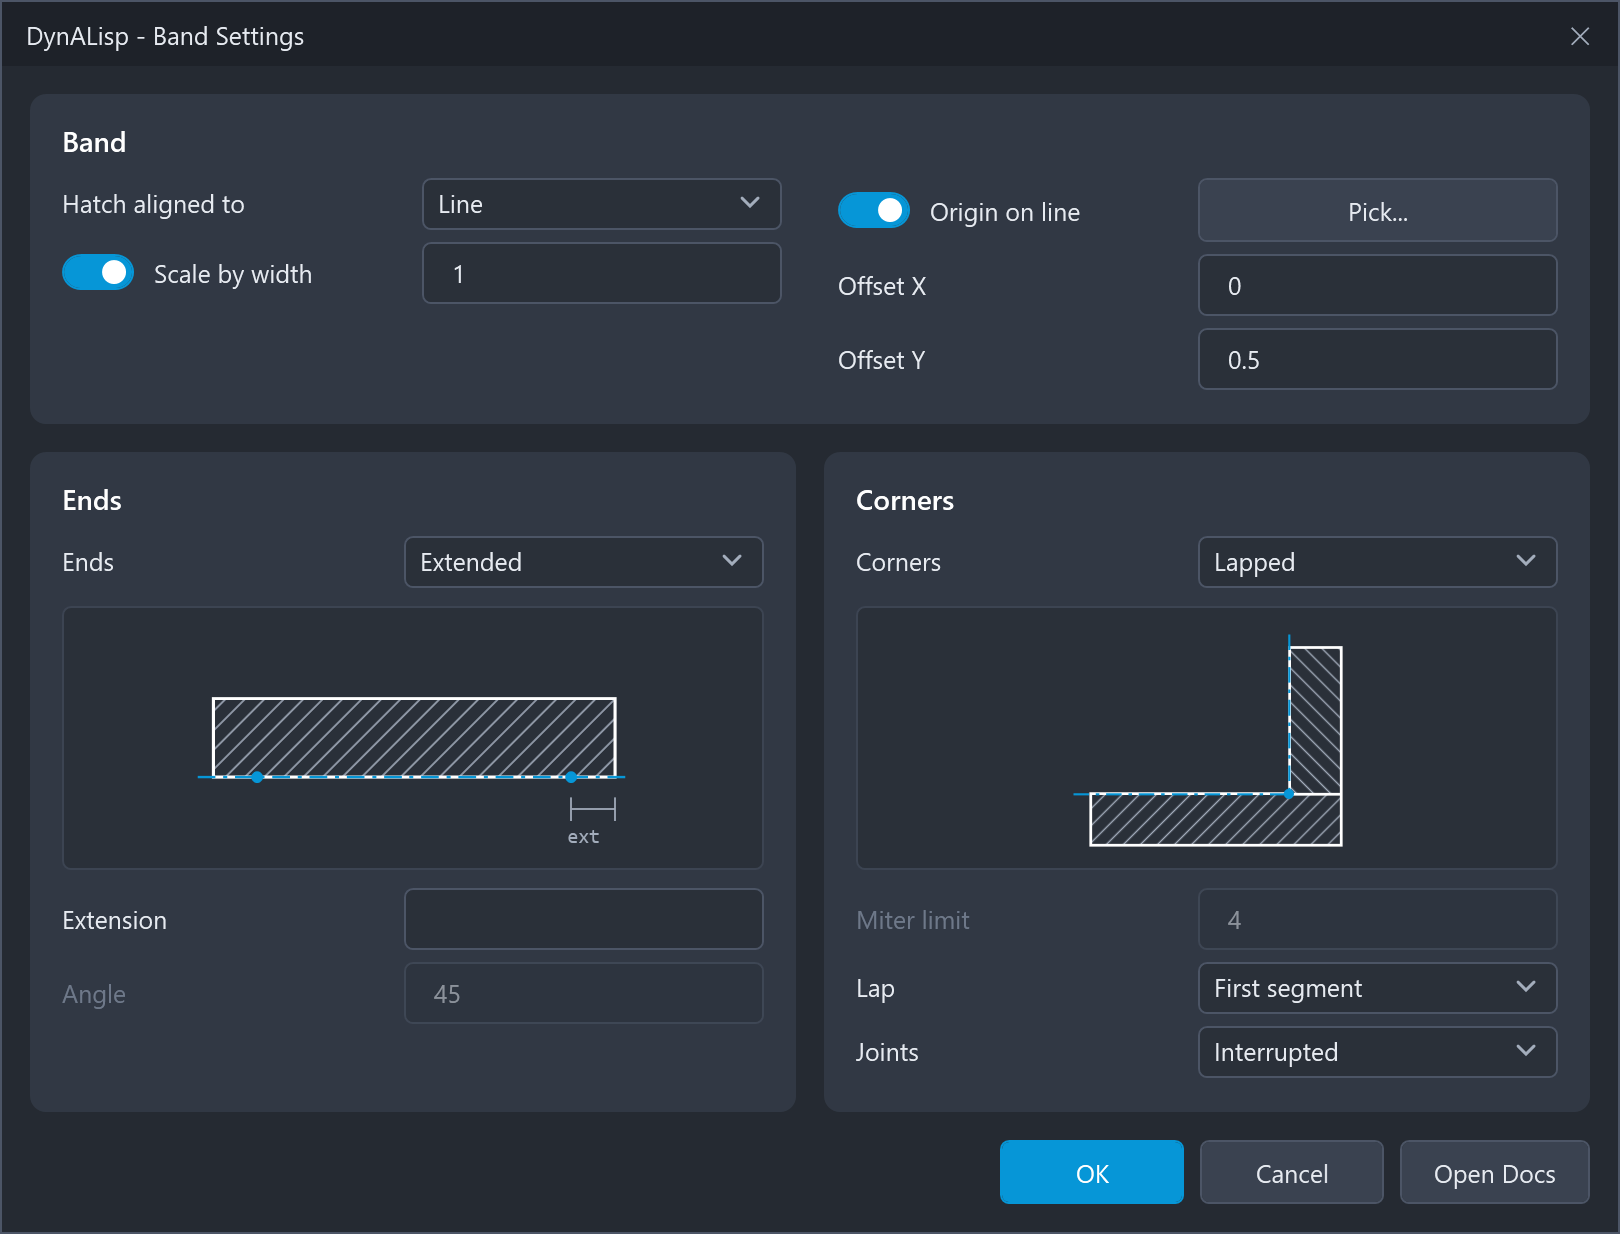 DynALisp - Band Settings
Band
Hatch aligned to
Line
Scale by width
1
Origin on line
Pick...
Offset X
0
Offset Y
0.5
Ends
Ends
Extended
ext
Extension
Angle
45
Corners
Corners
Lapped
Miter limit
4
Lap
First segment
Joints
Interrupted
OK
Cancel
Open Docs